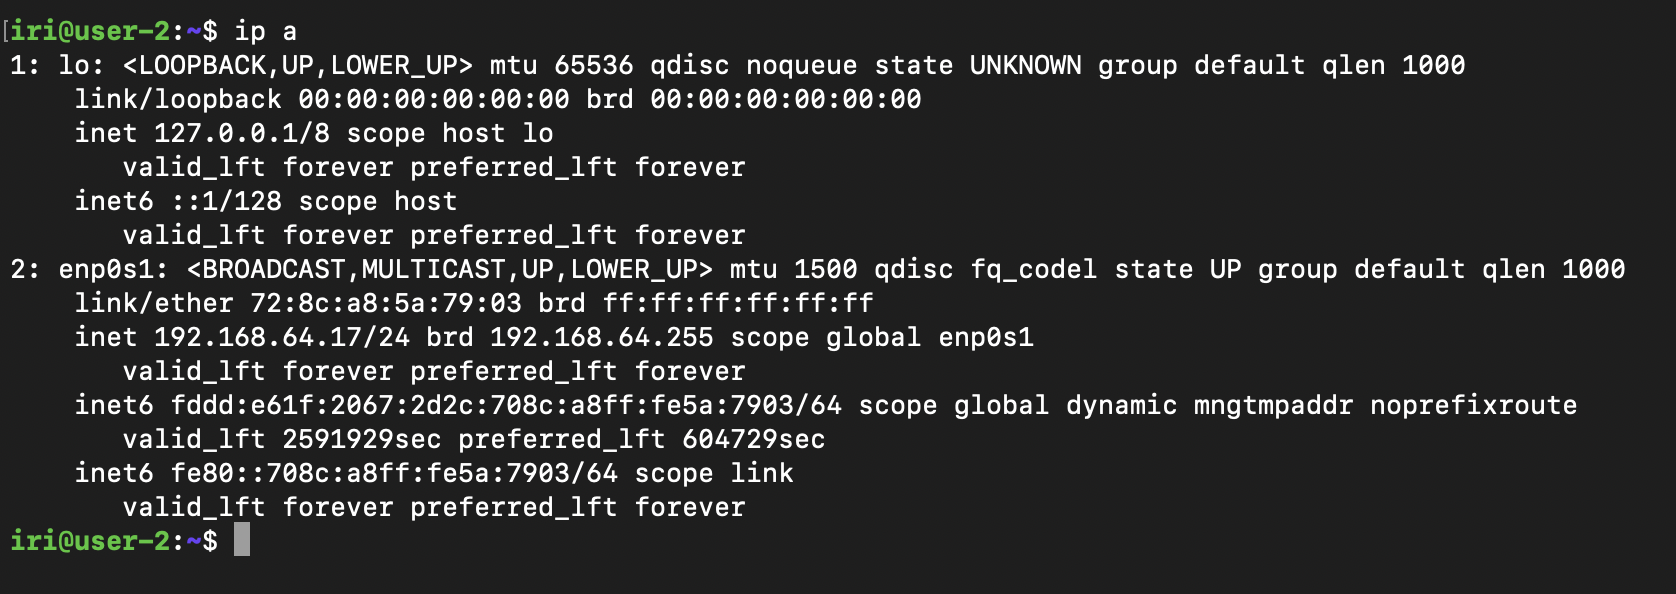 [iri@user-2:~$ ip a
1: lo: <LOOPBACK,UP,LOWER_UP> mtu 65536 qdisc noqueue state UNKNOWN group default qlen 1000
    link/loopback 00:00:00:00:00:00 brd 00:00:00:00:00:00
    inet 127.0.0.1/8 scope host lo
       valid_lft forever preferred_lft forever
    inet6 ::1/128 scope host
       valid_lft forever preferred_lft forever
2: enp0s1: <BROADCAST,MULTICAST,UP,LOWER_UP> mtu 1500 qdisc fq_codel state UP group default qlen 1000
    link/ether 72:8c:a8:5a:79:03 brd ff:ff:ff:ff:ff:ff
    inet 192.168.64.17/24 brd 192.168.64.255 scope global enp0s1
       valid_lft forever preferred_lft forever
    inet6 fddd:e61f:2067:2d2c:708c:a8ff:fe5a:7903/64 scope global dynamic mngtmpaddr noprefixroute
       valid_lft 2591929sec preferred_lft 604729sec
    inet6 fe80::708c:a8ff:fe5a:7903/64 scope link
       valid_lft forever preferred_lft forever
iri@user-2:~$